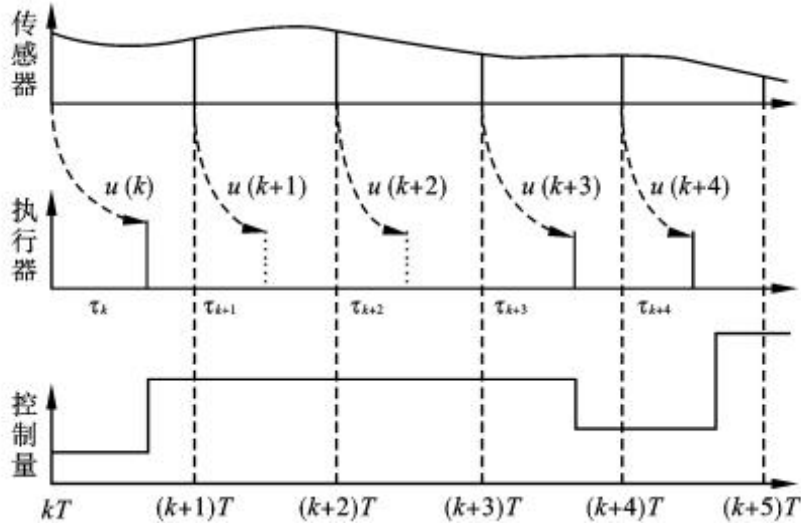 传感器
u(k) u(k+1) u(k+2) u(k+3) u(k+4)
执行器
τk τk+1 τk+2 τk+3 τk+4
控制量
kT (k+1)T (k+2)T (k+3)T (k+4)T (k+5)T